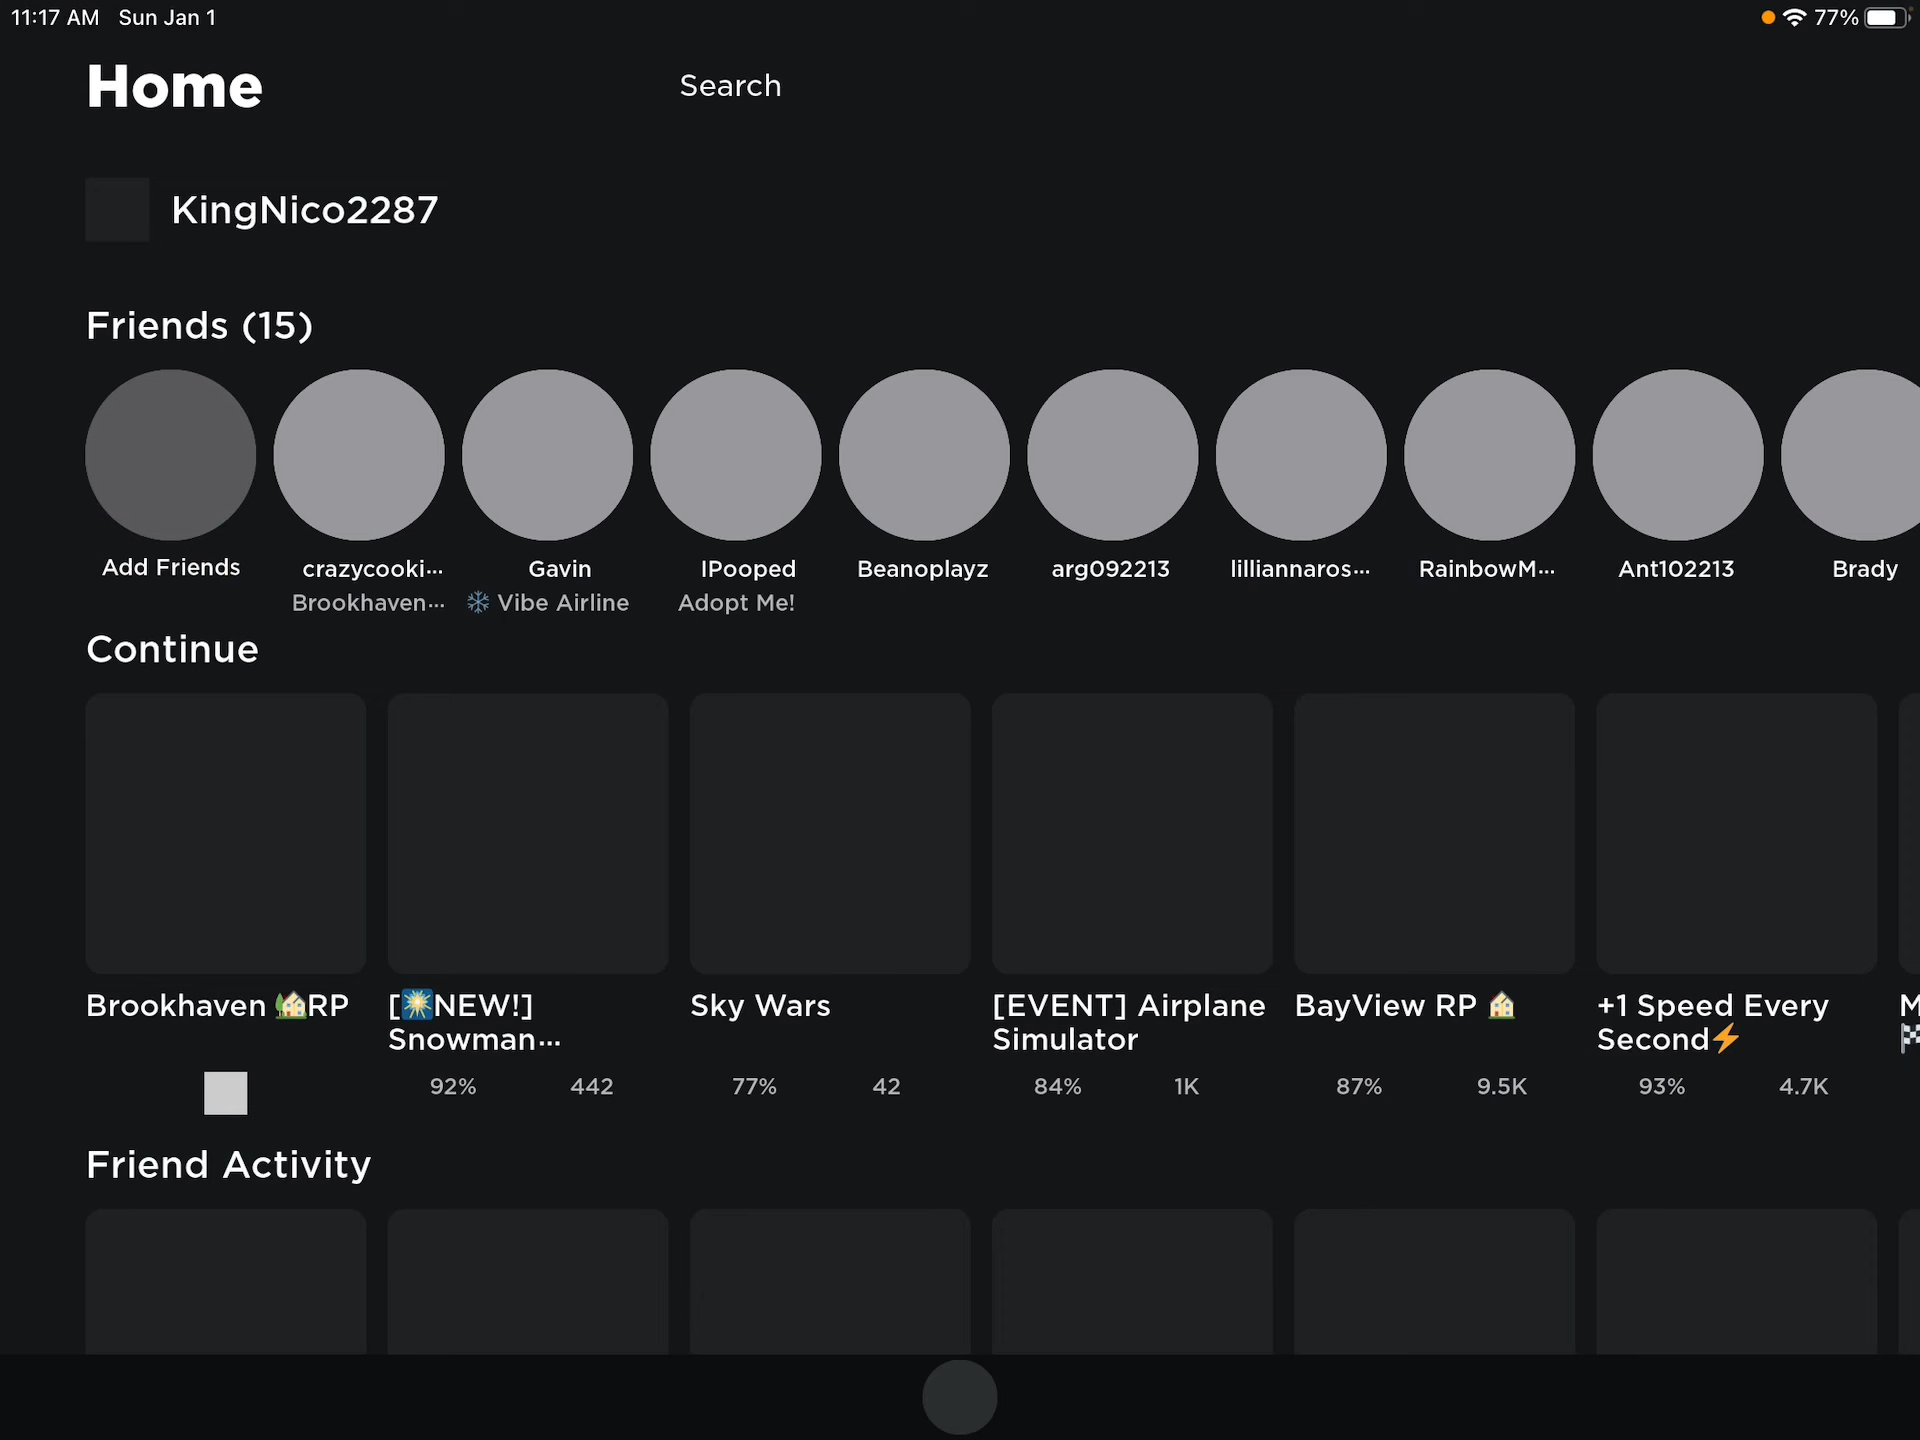 11:17 AM Sun Jan 1 77%
Home Search
KingNico2287
Friends (15)
Add Friends crazycooki... Gavin IPooped Beanoplayz arg092213 lilliannaros... RainbowM... Ant102213 Brady
Brookhaven... ❄️ Vibe Airline Adopt Me!
Continue
Brookhaven 🏡RP [🎇NEW!] Sky Wars [EVENT] Airplane BayView RP 🏠 +1 Speed Every M
Snowman... Simulator Second⚡ 🏁
92% 442 77% 42 84% 1K 87% 9.5K 93% 4.7K
Friend Activity